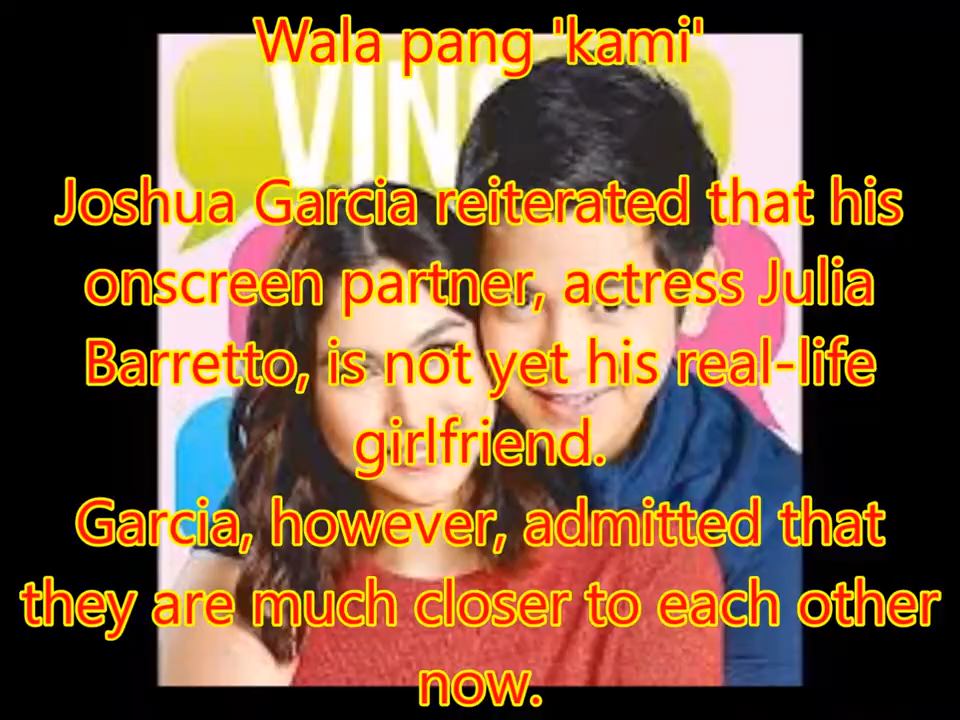 Wala pang 'kami'
VIN
Joshua Garcia reiterated that his
onscreen partner, actress Julia
Barretto, is not yet his real-life
girlfriend.
Garcia, however, admitted that
they are much closer to each other
now.